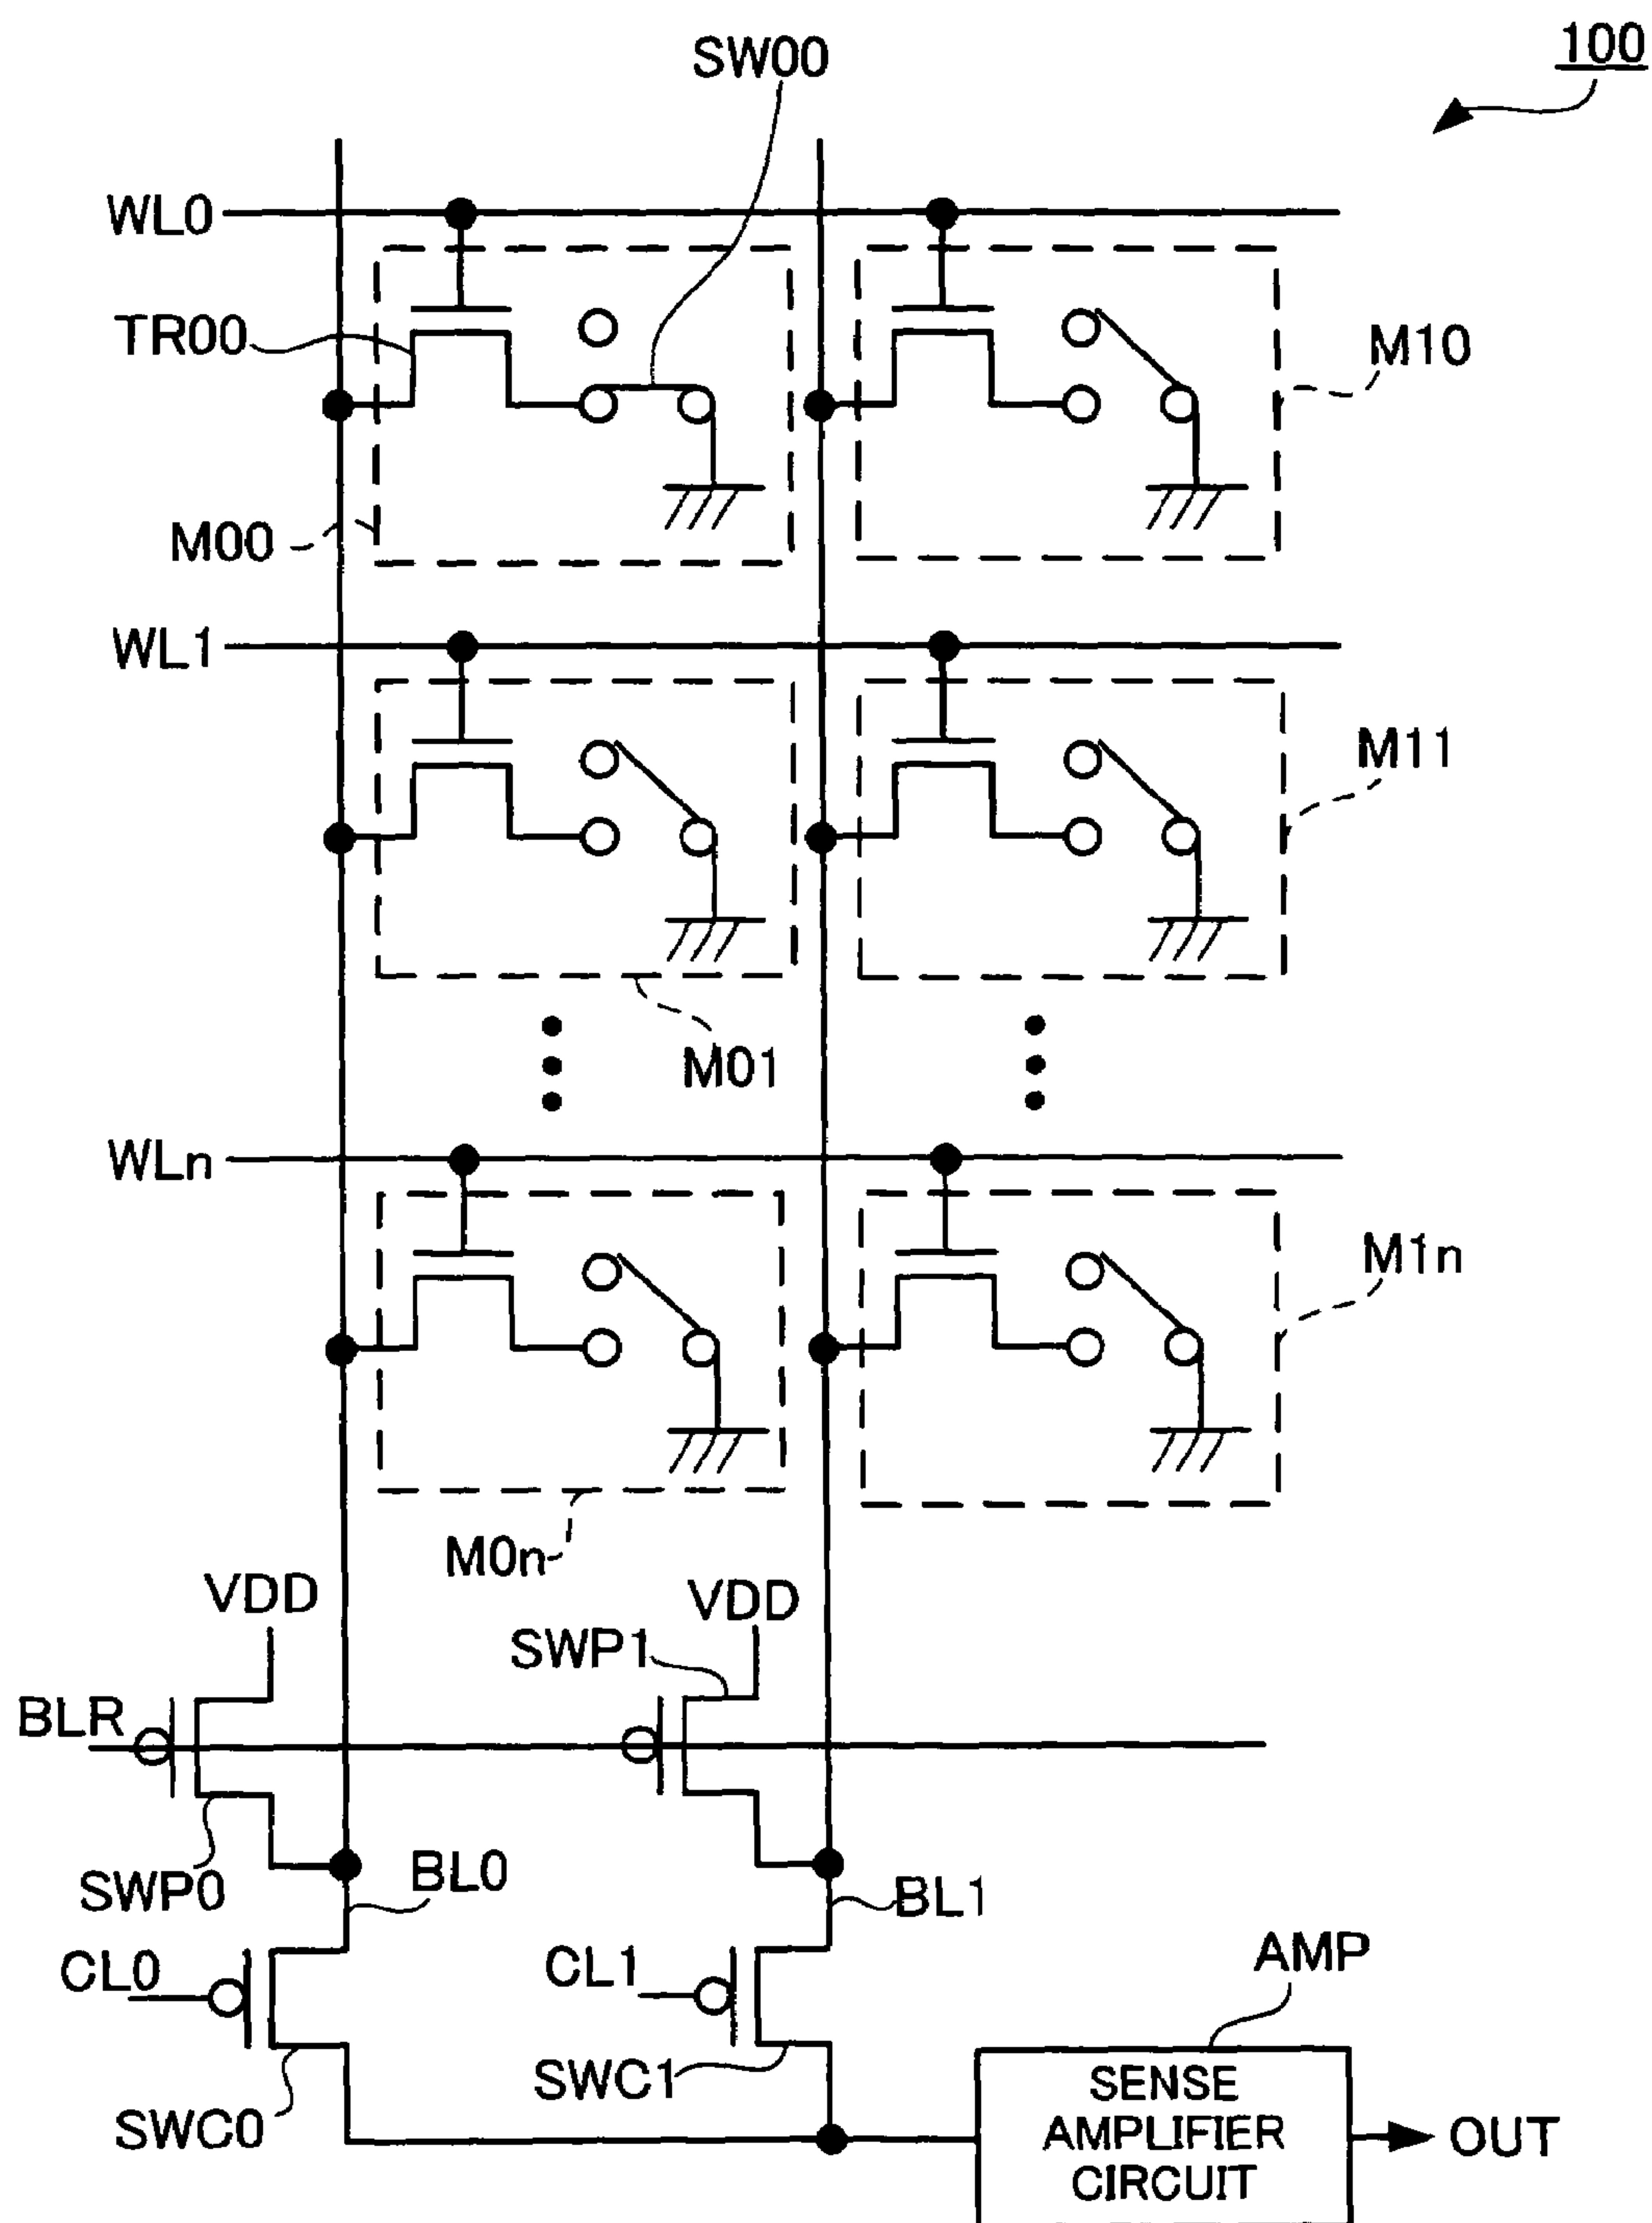 100
SW00
WL0
TR00
M10
M00
WL1
M11
M01
WLn
M1n
M0n
VDD
VDD
SWP1
BLR
SWP0
BL0
BL1
CL0
CL1
AMP
SWC1
SWC0
SENSE
AMPLIFIER
CIRCUIT
OUT